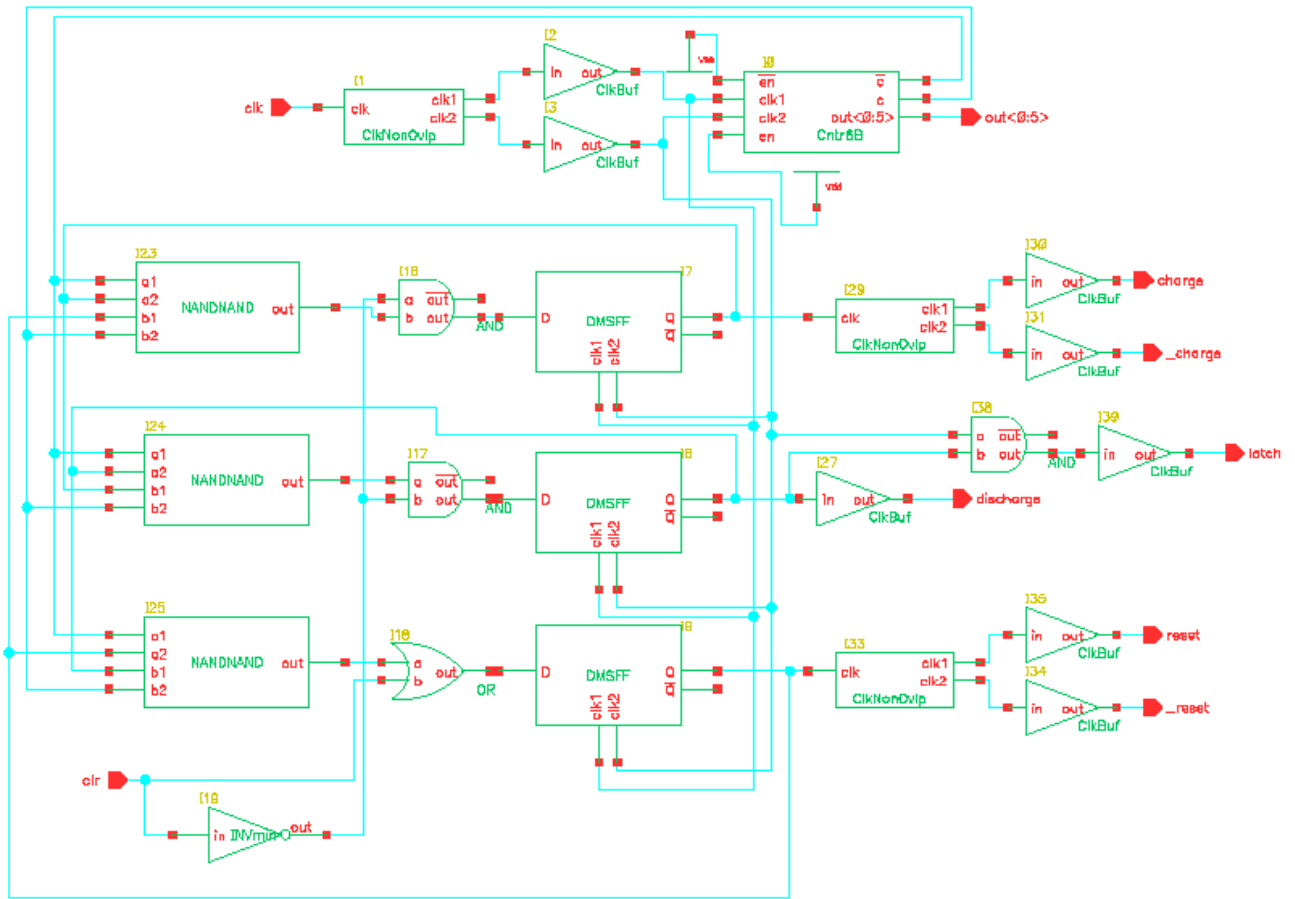 I2
In out
ClkBuf
I1
clk
clk
clk1
clk2
ClkNonOvlp
I3
In out
ClkBuf
vdd
I0
en
clk1
clk2
en
c
c
out<0:5>
Cntr6B
out<0:5>
vdd
I23
a1
a2
b1
b2
NANDNAND
out
I16
a
b
out
out
AND
I7
D
DMSFF
clk1
clk2
Q
Q
I29
clk
clk1
clk2
ClkNonOvlp
I30
in out
ClkBuf
charge
I31
in out
ClkBuf
_charge
I24
a1
a2
b1
b2
NANDNAND
out
I17
a
b
out
out
AND
D
DMSFF
clk1
clk2
Q
Q
I27
In out
ClkBuf
discharge
I38
a
b
out
out
AND
I39
in out
ClkBuf
latch
I25
a1
a2
b1
b2
NANDNAND
out
I18
a
b
out
OR
D
DMSFF
clk1
clk2
Q
Q
I33
clk
clk1
clk2
ClkNonOvlp
I35
in out
ClkBuf
reset
I34
in out
ClkBuf
_reset
clr
I19
in INVmin out